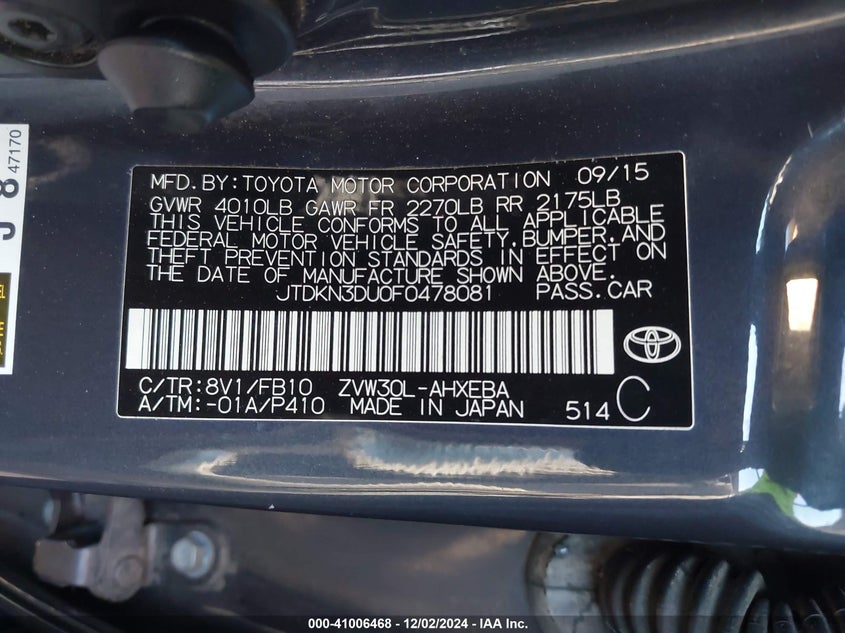 MFD. BY: TOYOTA MOTOR CORPORATION 09/15
GVWR 4010LB GAWR FR 2270LB RR 2175LB
THIS VEHICLE CONFORMS TO ALL APPLICABLE
FEDERAL MOTOR VEHICLE SAFETY, BUMPER, AND
THEFT PREVENTION STANDARDS IN EFFECT ON
THE DATE OF MANUFACTURE SHOWN ABOVE.
JTDKN3DU0F0478081 PASS. CAR
C/TR: 8V1/FB10 ZVW30L-AHXEBA
A/TM: -01A/P410 MADE IN JAPAN 514 C
47170
8
000-41006468 - 12/02/2024 - IAA Inc.